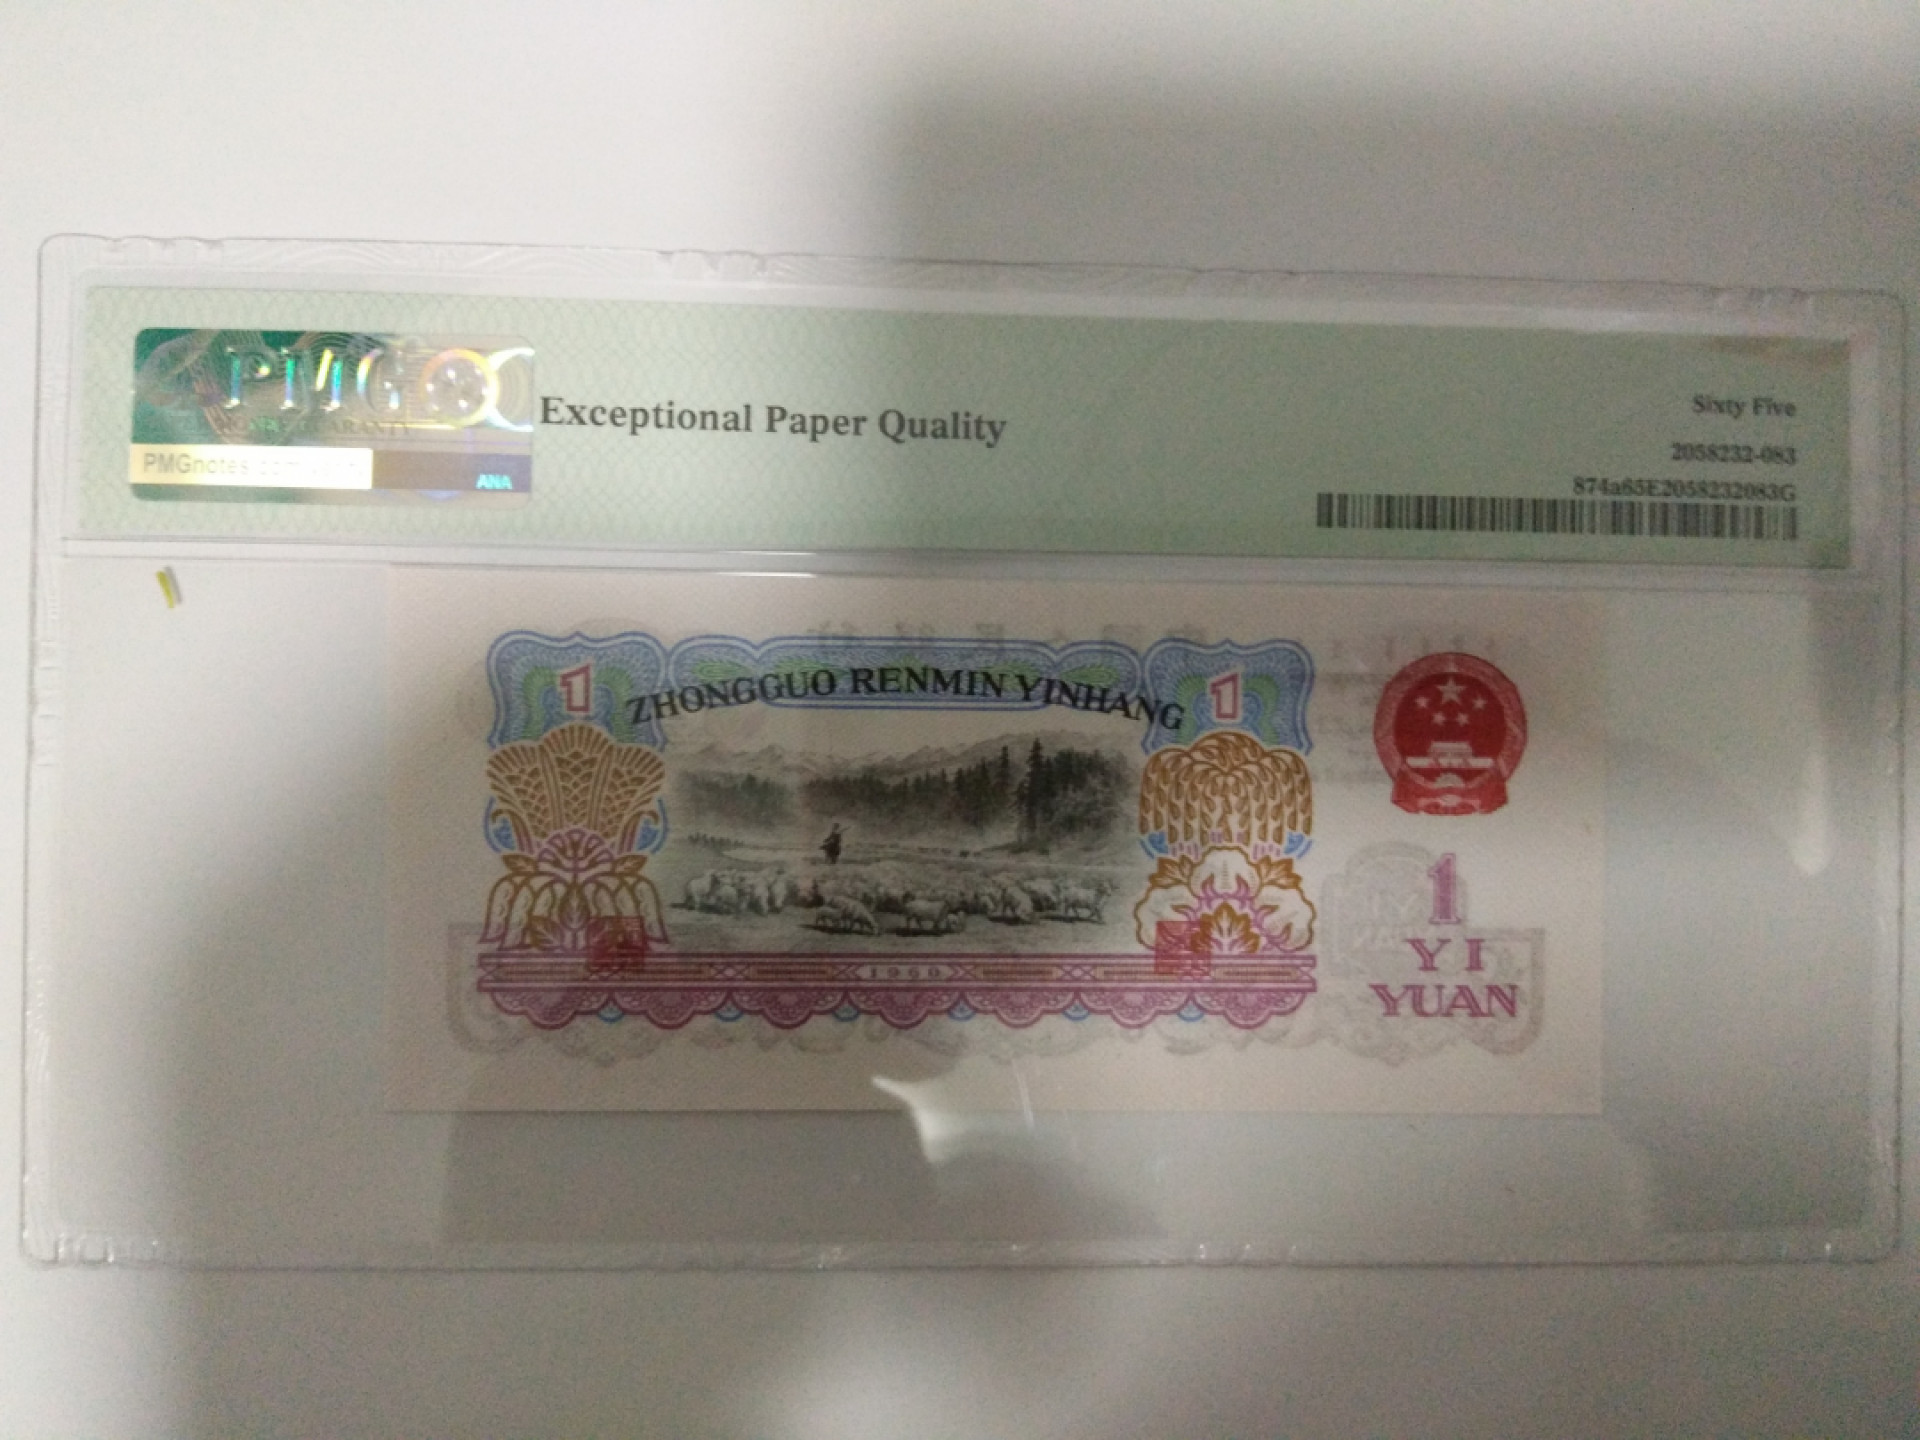 PMG
PMGnotes.com
ANA
Exceptional Paper Quality
Sixty Five
2058232-083
874a65E2058232083G
1
ZHONGGUO RENMIN YINHANG
1
1960
1
YI
YUAN